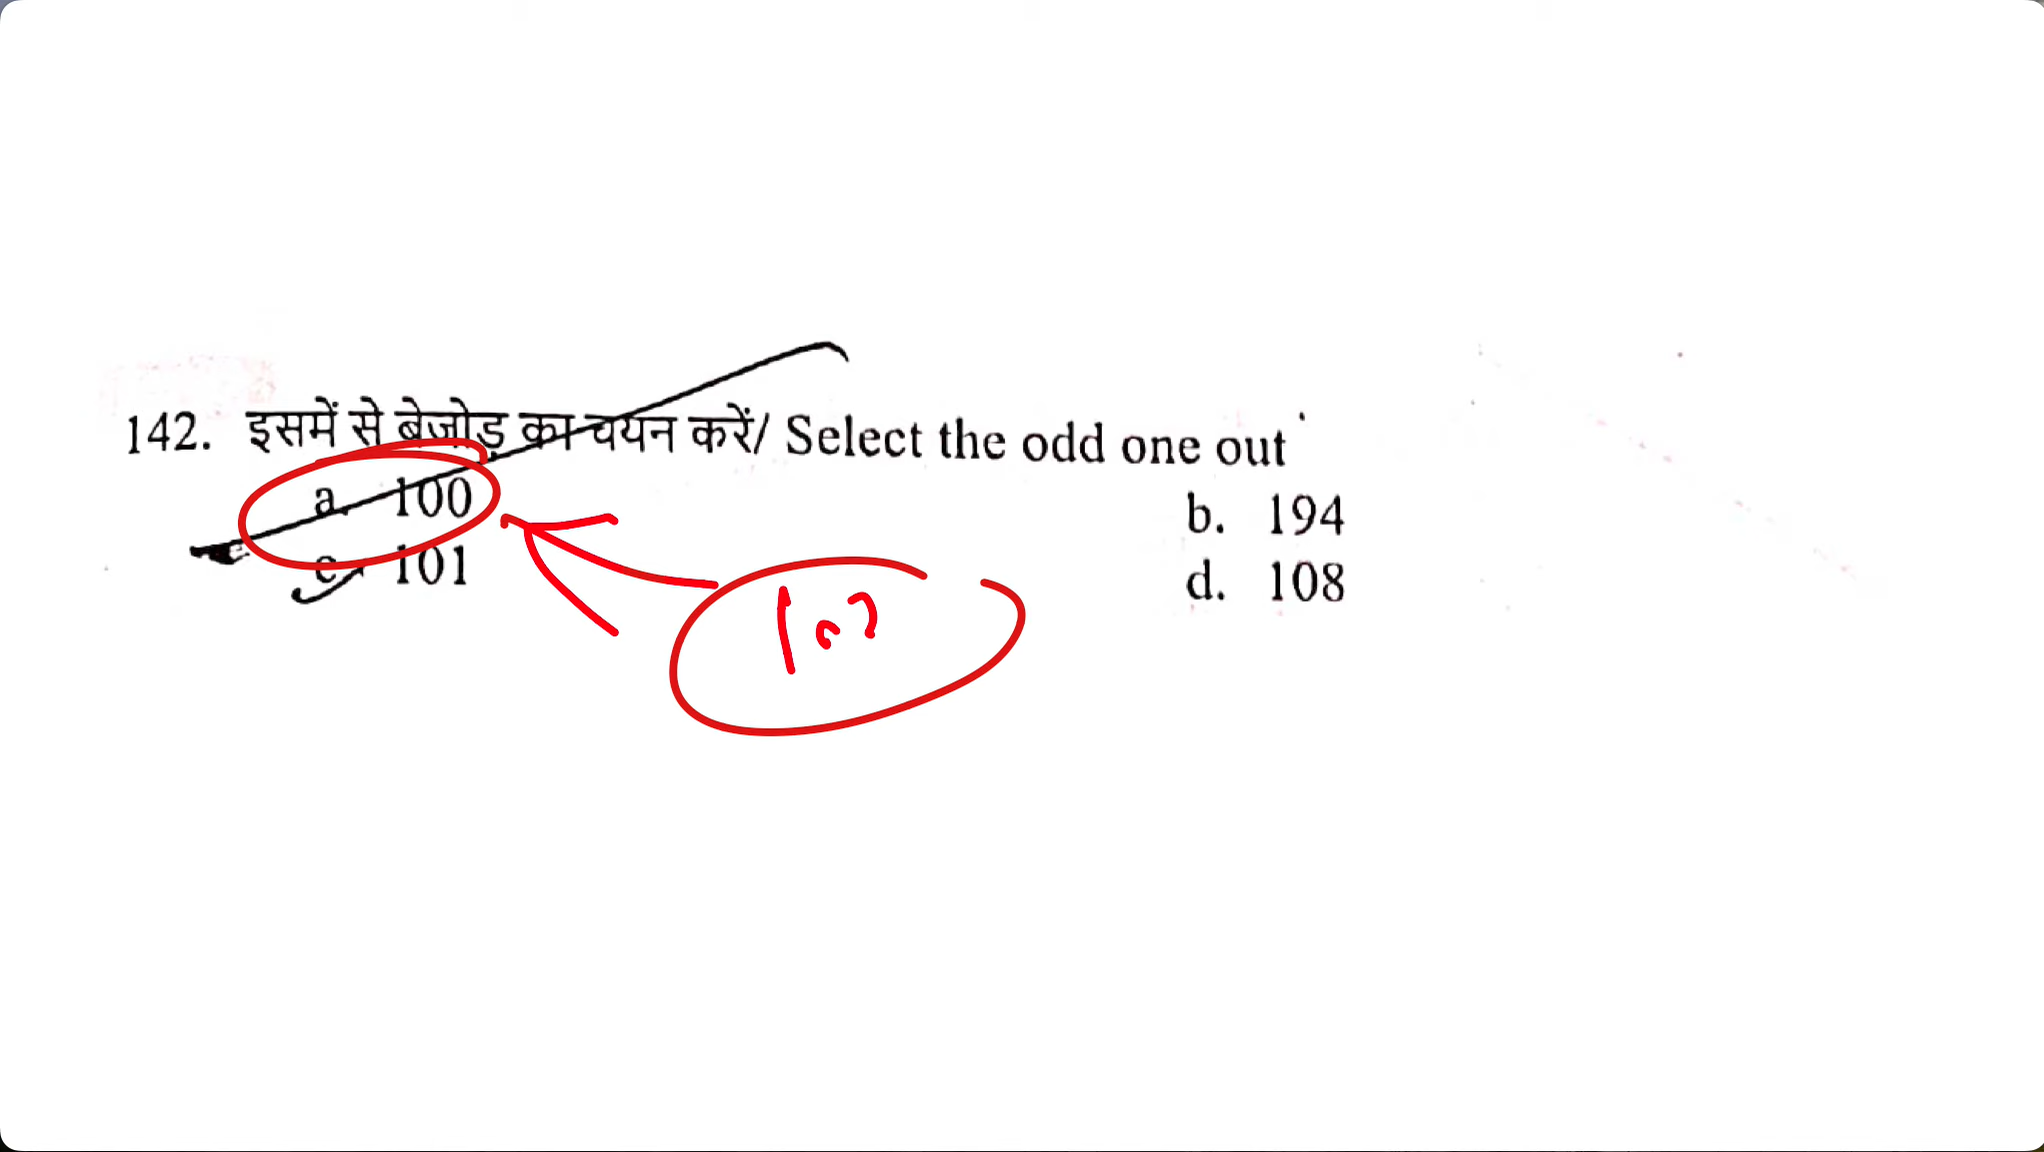 142. इसमें से बेजोड़ का चयन करें/ Select the odd one out
a. 100
b. 194
c. 101
d. 108